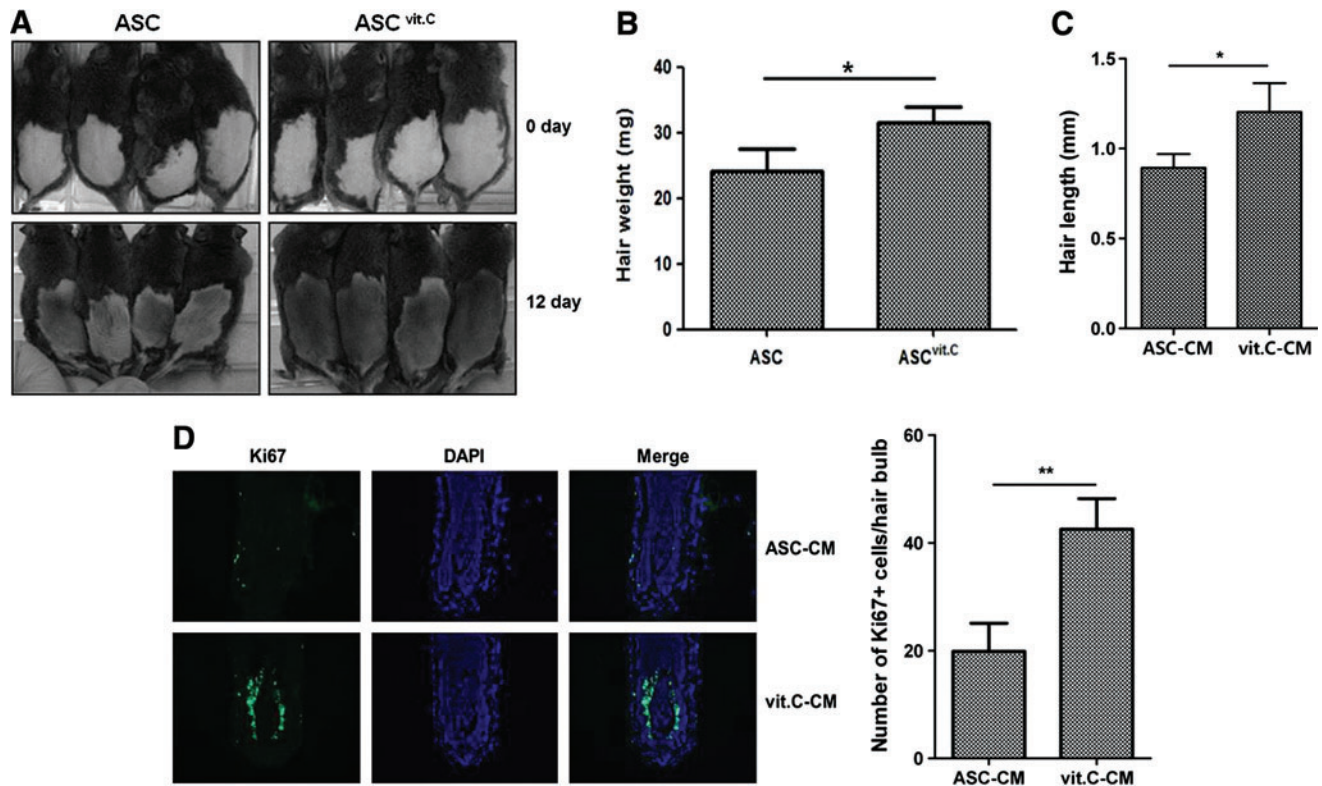 A
ASC
ASC vit.C
0 day
12 day
B
Hair weight (mg)
40
30
20
10
0
*
ASC
ASCvit.C
C
Hair length (mm)
1.5
1.0
0.5
0.0
*
ASC-CM
vit.C-CM
D
Ki67
DAPI
Merge
ASC-CM
vit.C-CM
Number of Ki67+ cells/hair bulb
60
40
20
0
**
ASC-CM
vit.C-CM